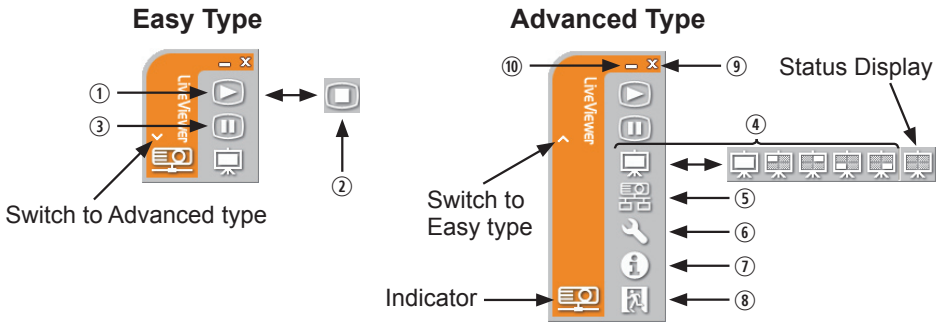 Easy Type
Advanced Type
LiveViewer
①
③
②
Switch to Advanced type
⑩
⑨
Status Display
LiveViewer
④
Switch to
Easy type
⑤
⑥
⑦
Indicator
⑧